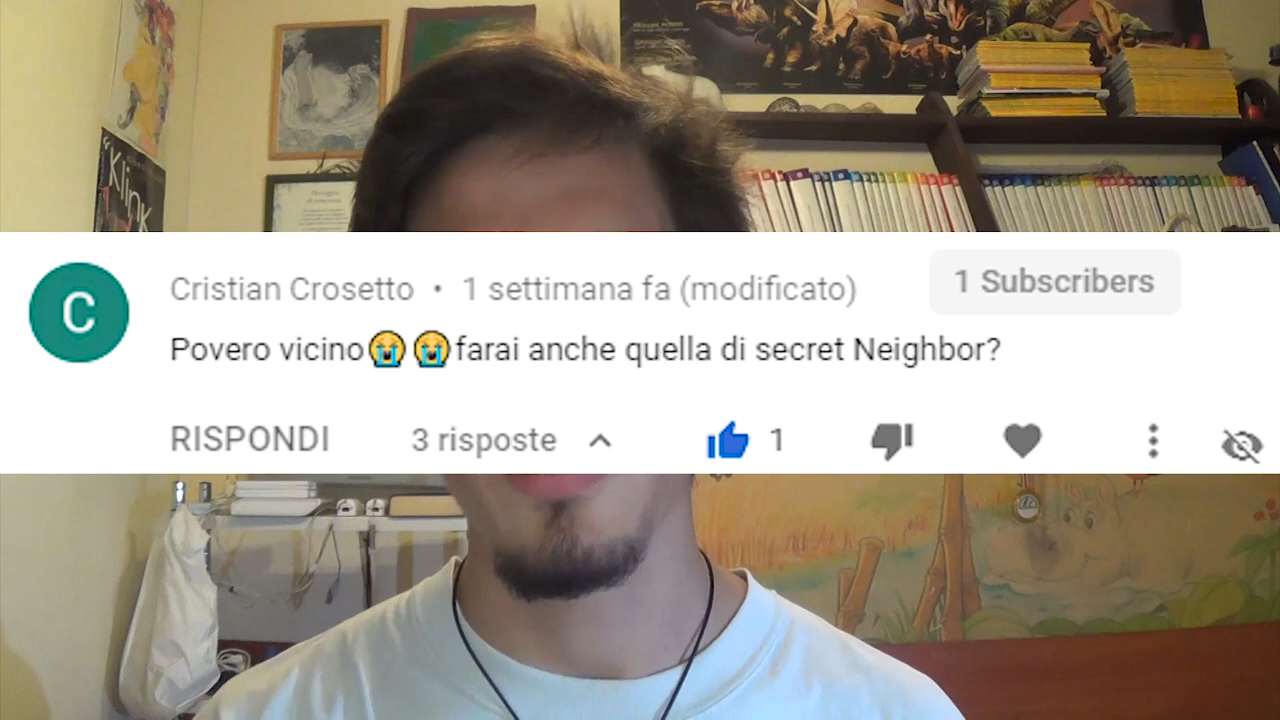 Klink
Cristian Crosetto • 1 settimana fa (modificato)
1 Subscribers
C
Povero vicino😭😭farai anche quella di secret Neighbor?
RISPONDI
3 risposte
1